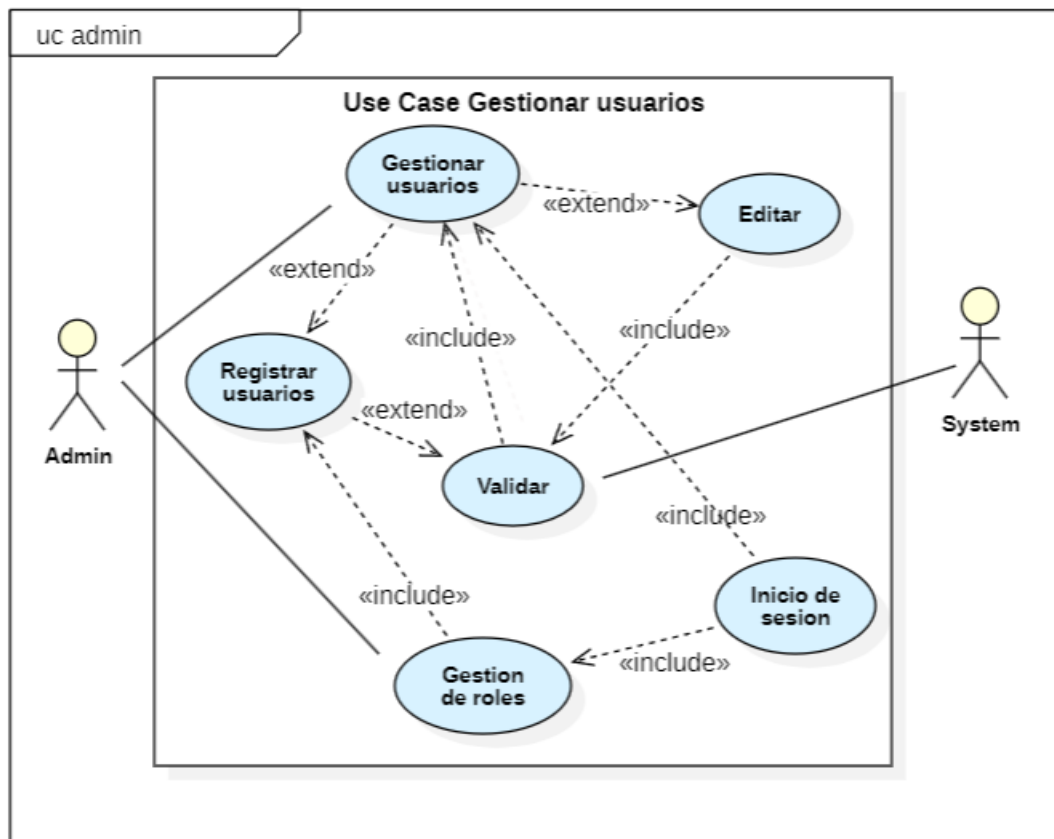 uc admin
Use Case Gestionar usuarios
Gestionar
usuarios
«extend»
Editar
«extend»
«include»
«include»
Registrar
usuarios
«extend»
Admin
System
Validar
«include»
«include»
Inicio de
sesion
«include»
Gestion
de roles